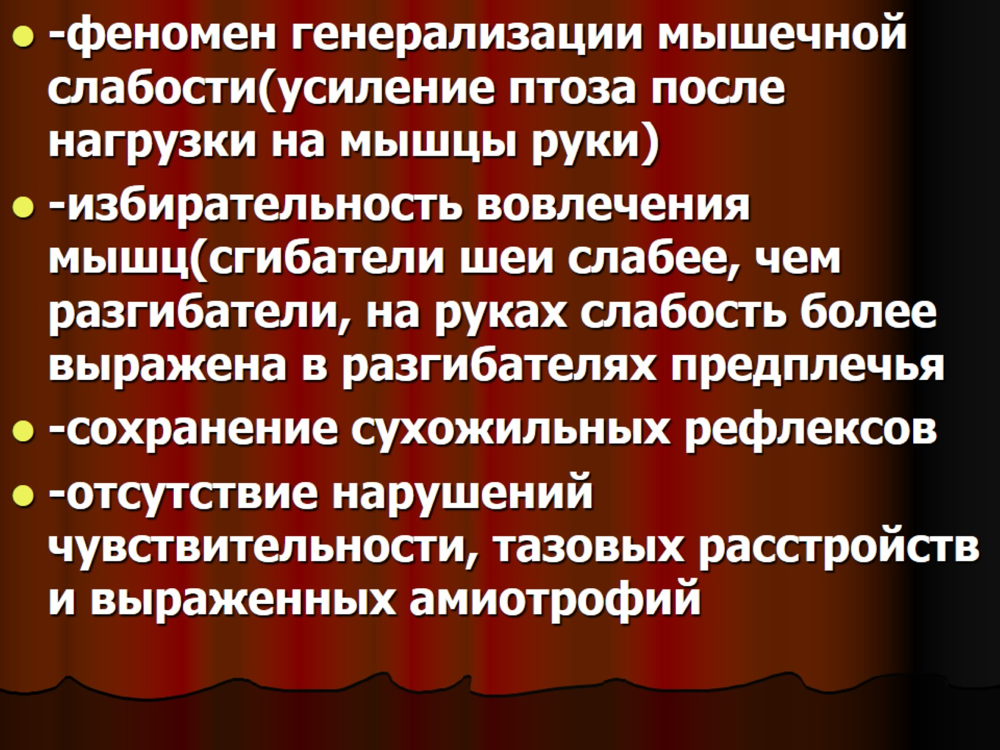 -феномен генерализации мышечной
слабости(усиление птоза после
нагрузки на мышцы руки)
-избирательность вовлечения
мышц(сгибатели шеи слабее, чем
разгибатели, на руках слабость более
выражена в разгибателях предплечья
-сохранение сухожильных рефлексов
-отсутствие нарушений
чувствительности, тазовых расстройств
и выраженных амиотрофий